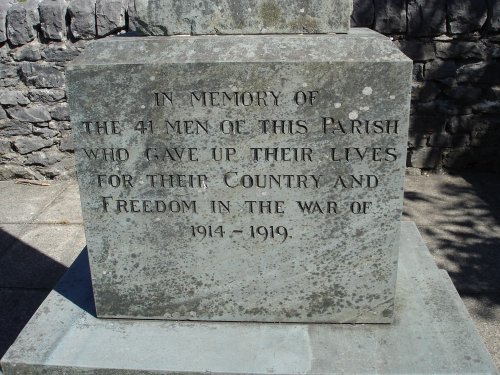 IN MEMORY OF
THE 41 MEN OF THIS PARISH
WHO GAVE UP THEIR LIVES
FOR THEIR COUNTRY AND
FREEDOM IN THE WAR OF
1914 - 1919.